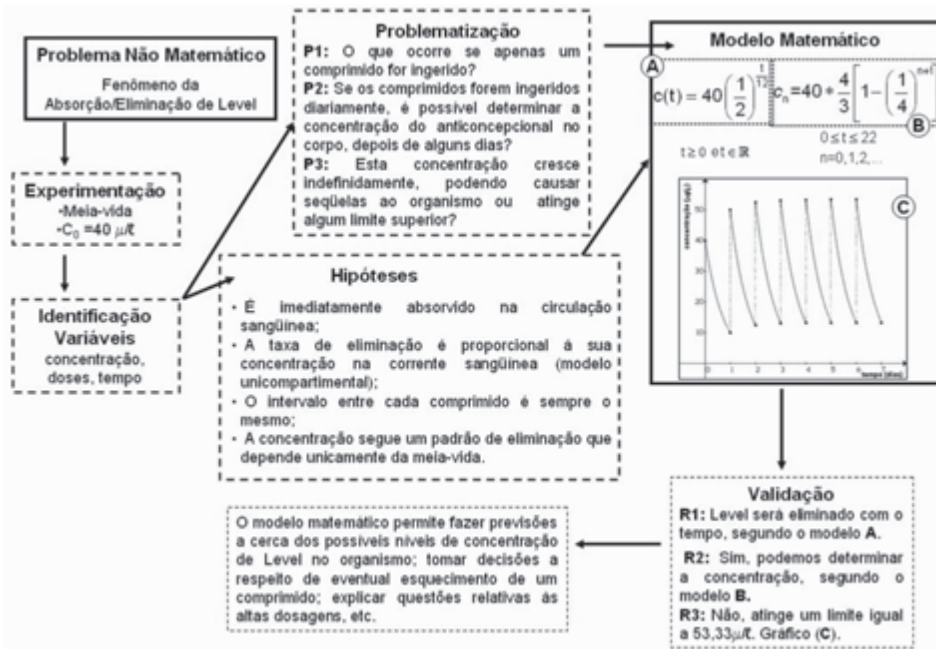 Problema Não Matemático
Fenômeno da
Absorção/Eliminação de Level
Experimentação
•Meia-vida
•C₀ =40 μ/ℓ
Identificação
Variáveis
concentração,
doses, tempo
Problematização
P1: O que ocorre se apenas um
comprimido for ingerido?
P2: Se os comprimidos forem ingeridos
diariamente, é possível determinar a
concentração do anticoncepcional no
corpo, depois de alguns dias?
P3: Esta concentração cresce
indefinidamente, podendo causar
seqüelas ao organismo ou atinge
algum limite superior?
Hipóteses
• É imediatamente absorvido na circulação
sangüínea;
• A taxa de eliminação é proporcional á sua
concentração na corrente sangüínea (modelo
unicompartimental);
• O intervalo entre cada comprimido é sempre o
mesmo;
• A concentração segue um padrão de eliminação que
depende unicamente da meia-vida.
Modelo Matemático
A
c(t) = 40(1/2)^(t/12)
cₙ=40 * 4/3 [1-(1/4)^(n+1)]
B
t ≥ 0 e t ∈ ℝ
0 ≤ t ≤ 22
n=0,1,2,...
C
50
40
30
20
10
0 1 2 3 4 5 6 7
tempo (dias)
Validação
R1: Level será eliminado com o
tempo, segundo o modelo A.
R2: Sim, podemos determinar
a concentração, segundo o
modelo B.
R3: Não, atinge um limite igual
a 53,33μ/ℓ. Gráfico (C).
O modelo matemático permite fazer previsões
a cerca dos possíveis níveis de concentração
de Level no organismo; tomar decisões a
respeito de eventual esquecimento de um
comprimido; explicar questões relativas ás
altas dosagens, etc.